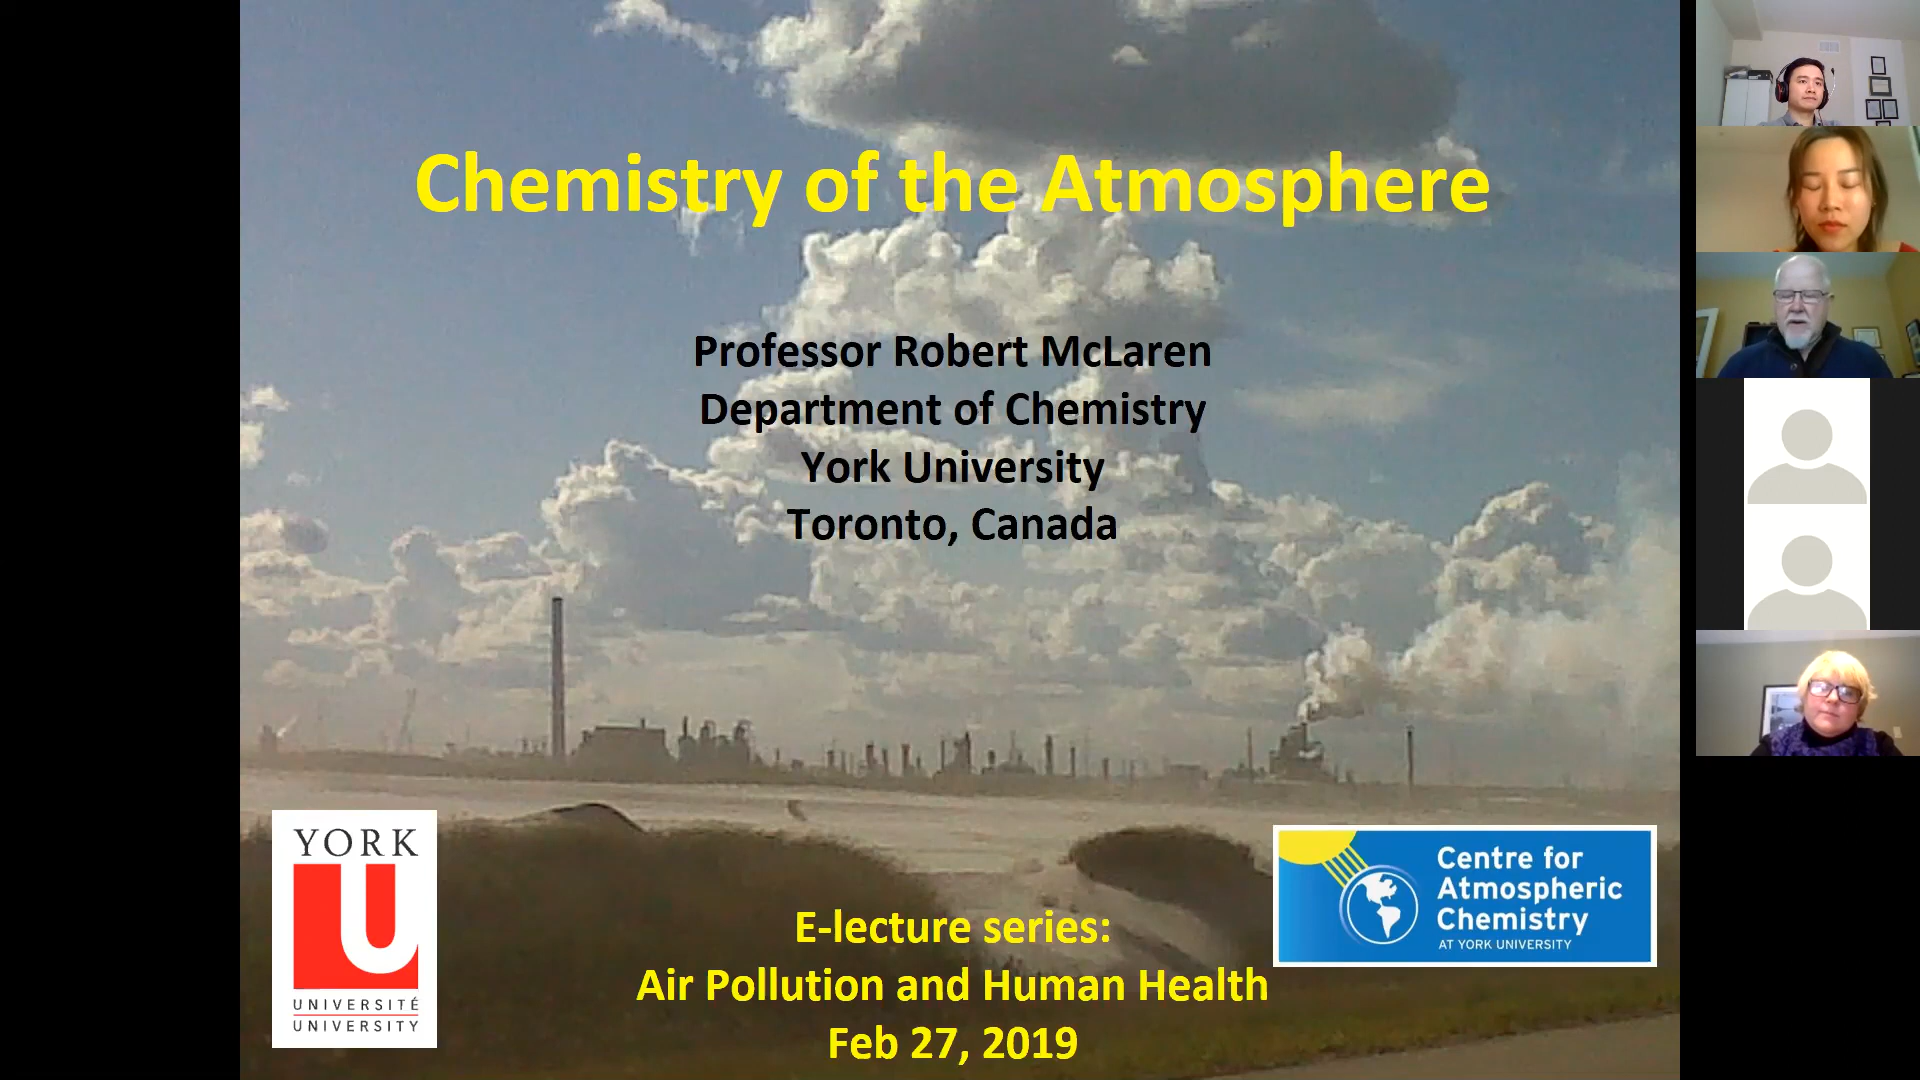 Chemistry of the Atmosphere
Professor Robert McLaren
Department of Chemistry
York University
Toronto, Canada
YORK
U
UNIVERSITÉ
UNIVERSITY
Centre for
Atmospheric
Chemistry
AT YORK UNIVERSITY
E-lecture series:
Air Pollution and Human Health
Feb 27, 2019